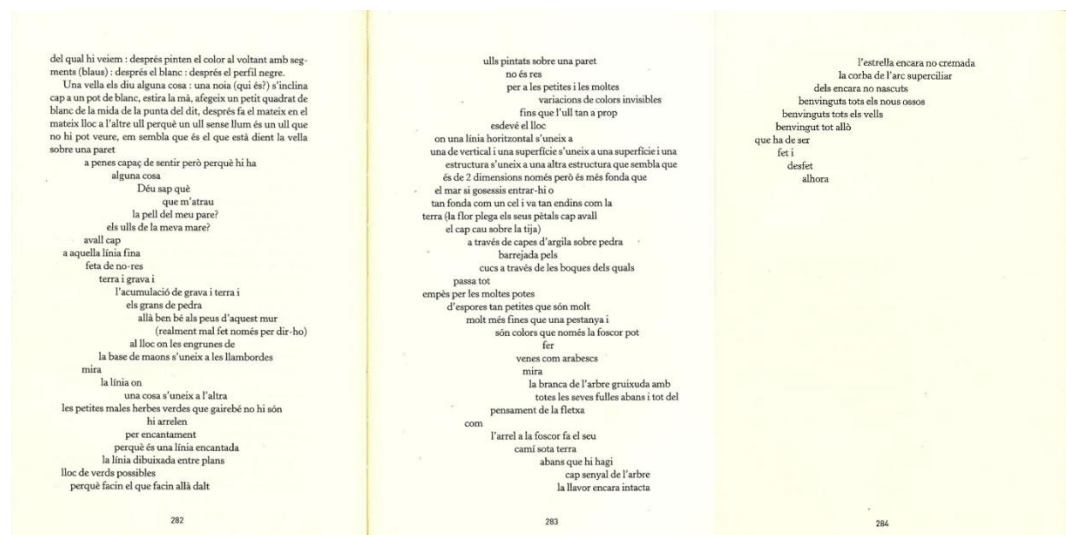 del qual hi veiem : després pinten el color al voltant amb seg-
ments (blaus) : després el blanc : després el perfil negre.
Una vella els diu alguna cosa : una noia (qui és?) s'inclina
cap a un pot de blanc, estira la mà, afegeix un petit quadrat de
blanc de la mida de la punta del dit, després fa el mateix en el
mateix lloc a l'altre ull perquè un ull sense llum és un ull que
no hi pot veure, em sembla que és el que està dient la vella
sobre una paret
a penes capaç de sentir però perquè hi ha
alguna cosa
Déu sap què
que m'atrau
la pell del meu pare?
els ulls de la meva mare?
avall cap
a aquella línia fina
feta de no-res
terra i grava i
l'acumulació de grava i terra i
els grans de pedra
allà ben bé als peus d'aquest mur
(realment mal fet només per dir-ho)
al lloc on les engrunes de
la base de maons s'uneix a les llambordes
mira
la línia on
una cosa s'uneix a l'altra
les petites males herbes verdes que gairebé no hi són
hi arrelen
per encantament
perquè és una línia encantada
la línia dibuixada entre plans
lloc de verds possibles
perquè facin el que facin allà dalt
282
ulls pintats sobre una paret
no és res
per a les petites i les moltes
variacions de colors invisibles
fins que l'ull tan a prop
esdevé el lloc
on una línia horitzontal s'uneix a
una de vertical i una superfície s'uneix a una superfície i una
estructura s'uneix a una altra estructura que sembla que
és de 2 dimensions només però és més fonda que
el mar si gosessis entrar-hi o
tan fonda com un cel i va tan endins com la
terra (la flor plega els seus pètals cap avall
el cap cau sobre la tija)
a través de capes d'argila sobre pedra
barrejada pels
cucs a través de les boques dels quals
passa tot
empès per les moltes potes
d'espores tan petites que són molt
molt més fines que una pestanya i
són colors que només la foscor pot
fer
venes com arabescs
mira
la branca de l'arbre gruixuda amb
totes les seves fulles abans i tot del
pensament de la fletxa
com
l'arrel a la foscor fa el seu
camí sota terra
abans que hi hagi
cap senyal de l'arbre
la llavor encara intacta
283
l'estrella encara no cremada
la corba de l'arc superciliar
dels encara no nascuts
benvinguts tots els nous ossos
benvinguts tots els vells
benvingut tot allò
que ha de ser
fet i
desfet
alhora
284